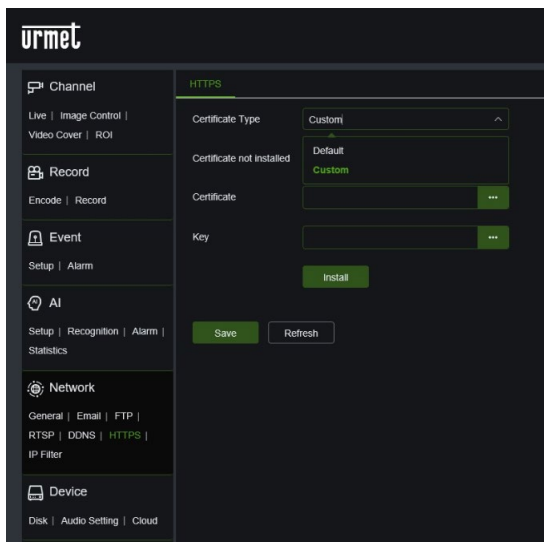 urmet
Channel
Live | Image Control |
Video Cover | ROI
Record
Encode | Record
Event
Setup | Alarm
AI
Setup | Recognition | Alarm |
Statistics
Network
General | Email | FTP |
RTSP | DDNS | HTTPS |
IP Filter
Device
Disk | Audio Setting | Cloud
HTTPS
Certificate Type
Custom
Default
Custom
Certificate not installed
Certificate
...
Key
...
Install
Save
Refresh